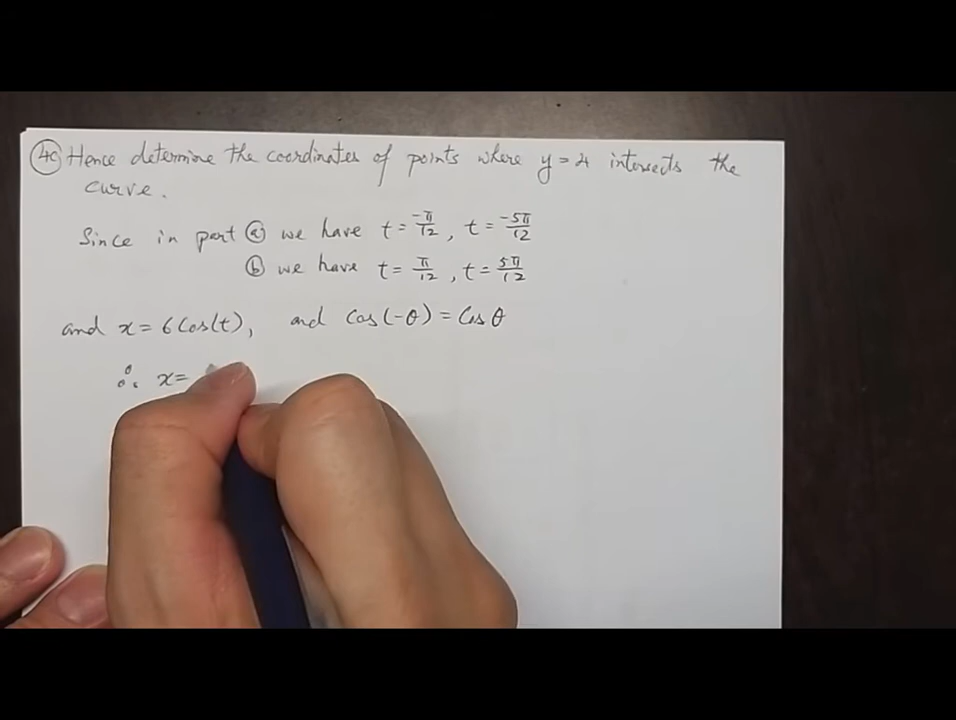 4c Hence determine the coordinates of points where y = 4 intersects the
curve.
Since in part a we have t = -π/12, t = -5π/12
b we have t = π/12, t = 5π/12
and x = 6 Cos(t), and Cos(-θ) = Cos θ
∴ x =